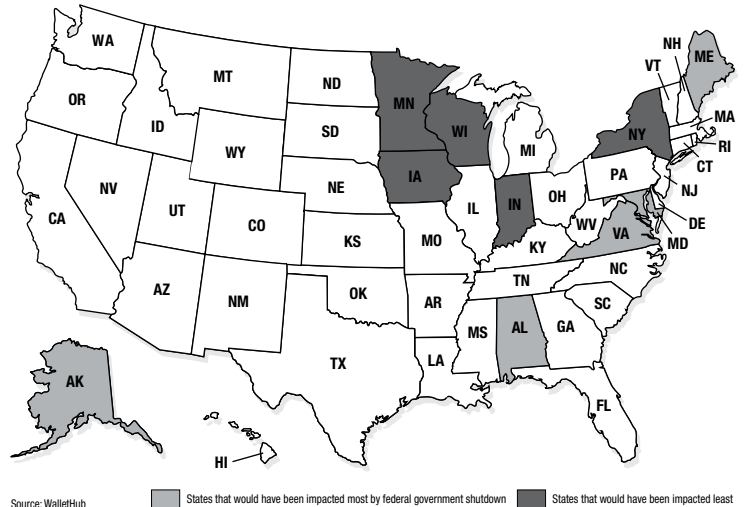 WA
NH
ME
VT
MT
ND
MN
OR
MA
ID
SD
WI
NY
RI
WY
MI
CT
IA
PA
NJ
NE
NV
OH
IN
IL
DE
UT
CA
CO
WV
VA
MD
KS
MO
KY
NC
TN
AZ
OK
NM
AR
SC
MS
AL
GA
LA
TX
AK
FL
HI
Source: WalletHub
States that would have been impacted most by federal government shutdown
States that would have been impacted least